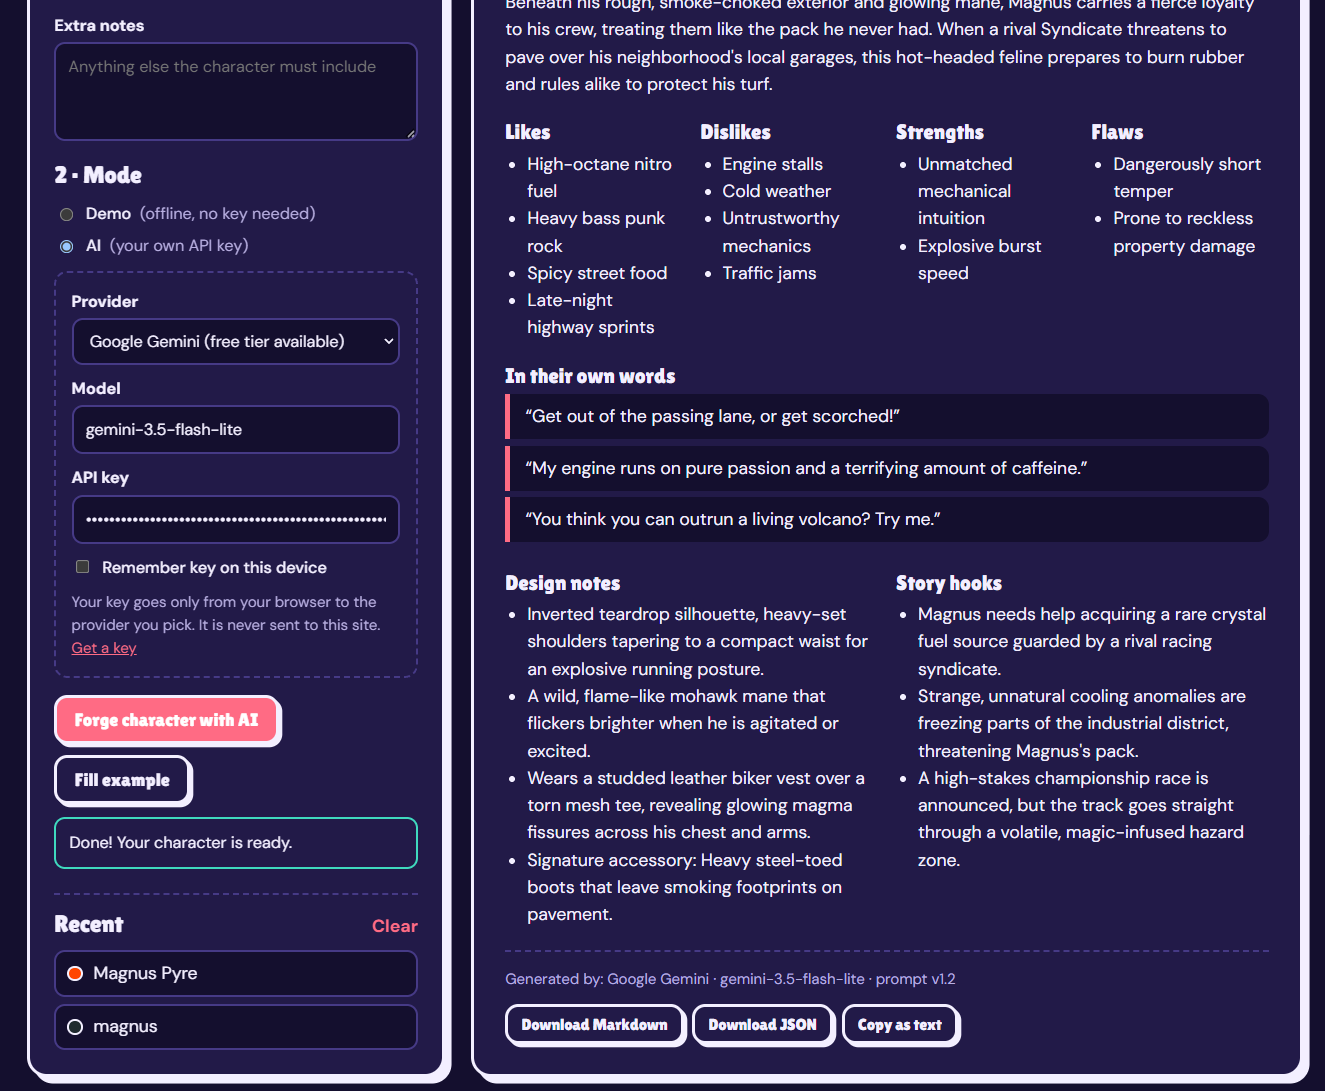 Extra notes
Anything else the character must include
2 · Mode
Demo (offline, no key needed)
AI (your own API key)
Provider
Google Gemini (free tier available)
Model
gemini-3.5-flash-lite
API key
Remember key on this device
Your key goes only from your browser to the
provider you pick. It is never sent to this site.
Get a key
Forge character with AI
Fill example
Done! Your character is ready.
Recent
Clear
Magnus Pyre
magnus
Beneath his rough, smoke-choked exterior and glowing mane, Magnus carries a fierce loyalty
to his crew, treating them like the pack he never had. When a rival Syndicate threatens to
pave over his neighborhood's local garages, this hot-headed feline prepares to burn rubber
and rules alike to protect his turf.
Likes
High-octane nitro
fuel
Heavy bass punk
rock
Spicy street food
Late-night
highway sprints
Dislikes
Engine stalls
Cold weather
Untrustworthy
mechanics
Traffic jams
Strengths
Unmatched
mechanical
intuition
Explosive burst
speed
Flaws
Dangerously short
temper
Prone to reckless
property damage
In their own words
“Get out of the passing lane, or get scorched!”
“My engine runs on pure passion and a terrifying amount of caffeine.”
“You think you can outrun a living volcano? Try me.”
Design notes
Inverted teardrop silhouette, heavy-set
shoulders tapering to a compact waist for
an explosive running posture.
A wild, flame-like mohawk mane that
flickers brighter when he is agitated or
excited.
Wears a studded leather biker vest over a
torn mesh tee, revealing glowing magma
fissures across his chest and arms.
Signature accessory: Heavy steel-toed
boots that leave smoking footprints on
pavement.
Story hooks
Magnus needs help acquiring a rare crystal
fuel source guarded by a rival racing
syndicate.
Strange, unnatural cooling anomalies are
freezing parts of the industrial district,
threatening Magnus's pack.
A high-stakes championship race is
announced, but the track goes straight
through a volatile, magic-infused hazard
zone.
Generated by: Google Gemini · gemini-3.5-flash-lite · prompt v1.2
Download Markdown
Download JSON
Copy as text